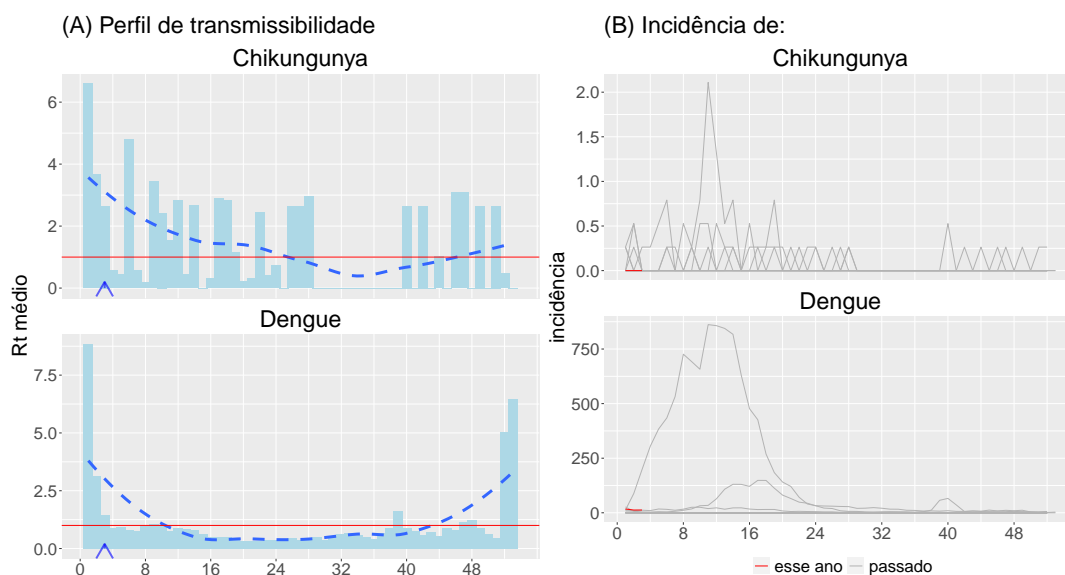 (A) Perfil de transmissibilidade
Chikungunya
6
4
2
0
Dengue
7.5
5.0
2.5
0.0
0 8 16 24 32 40 48
Rt médio
(B) Incidência de:
Chikungunya
2.0
1.5
1.0
0.5
0.0
Dengue
750
500
250
0
0 8 16 24 32 40 48
incidência
esse ano passado